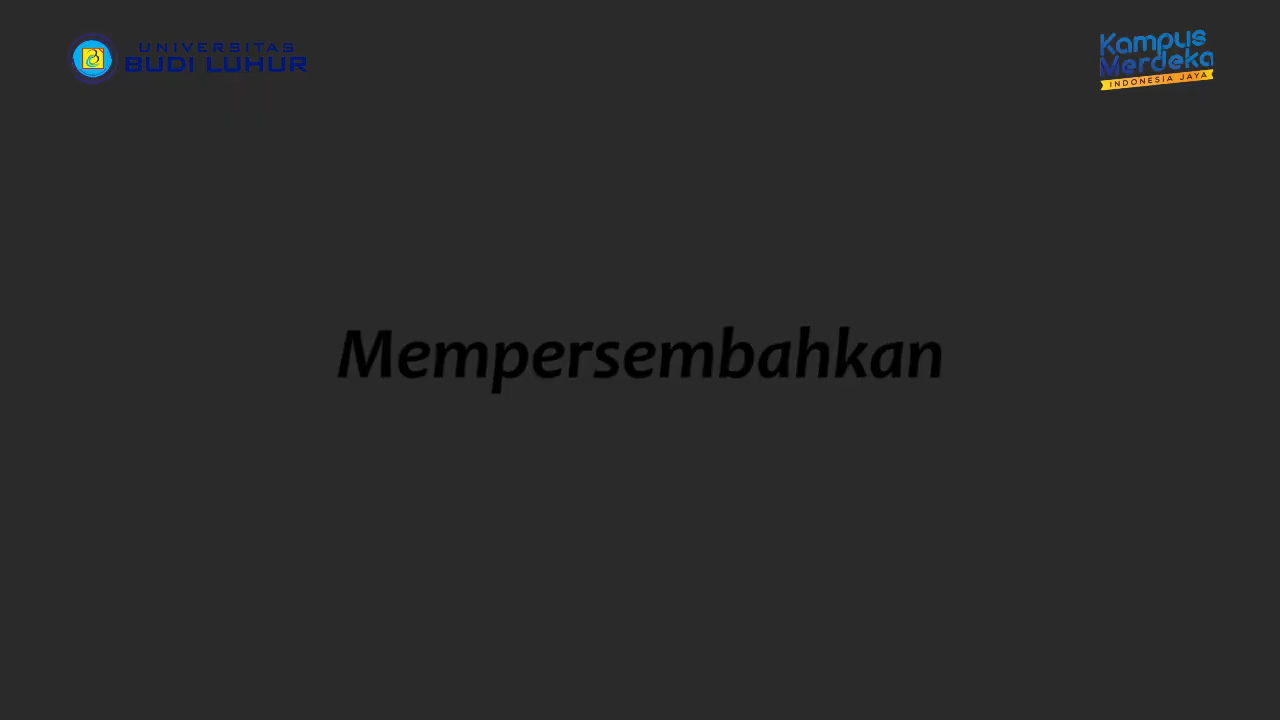 UNIVERSITAS
BUDI LUHUR
Kampus
Merdeka
INDONESIA JAYA
Mempersembahkan